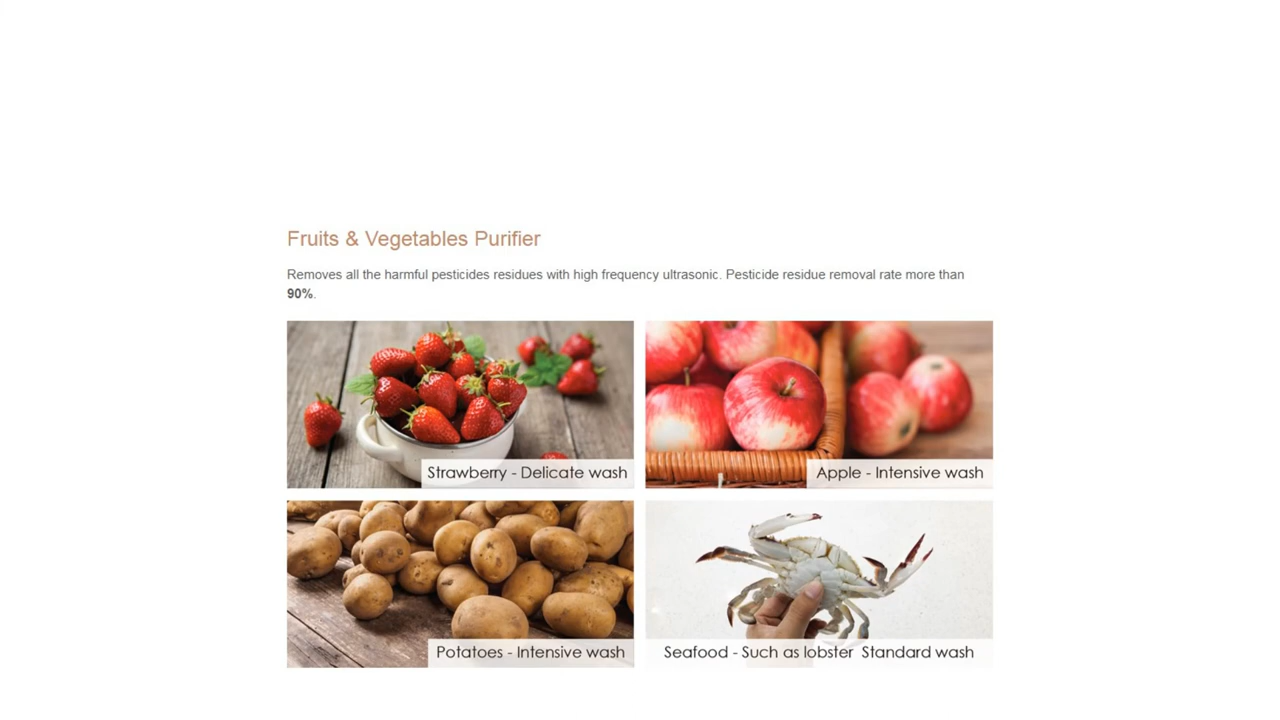 Fruits & Vegetables Purifier
Removes all the harmful pesticides residues with high frequency ultrasonic. Pesticide residue removal rate more than
90%.
Strawberry - Delicate wash
Apple - Intensive wash
Potatoes - Intensive wash
Seafood - Such as lobster  Standard wash